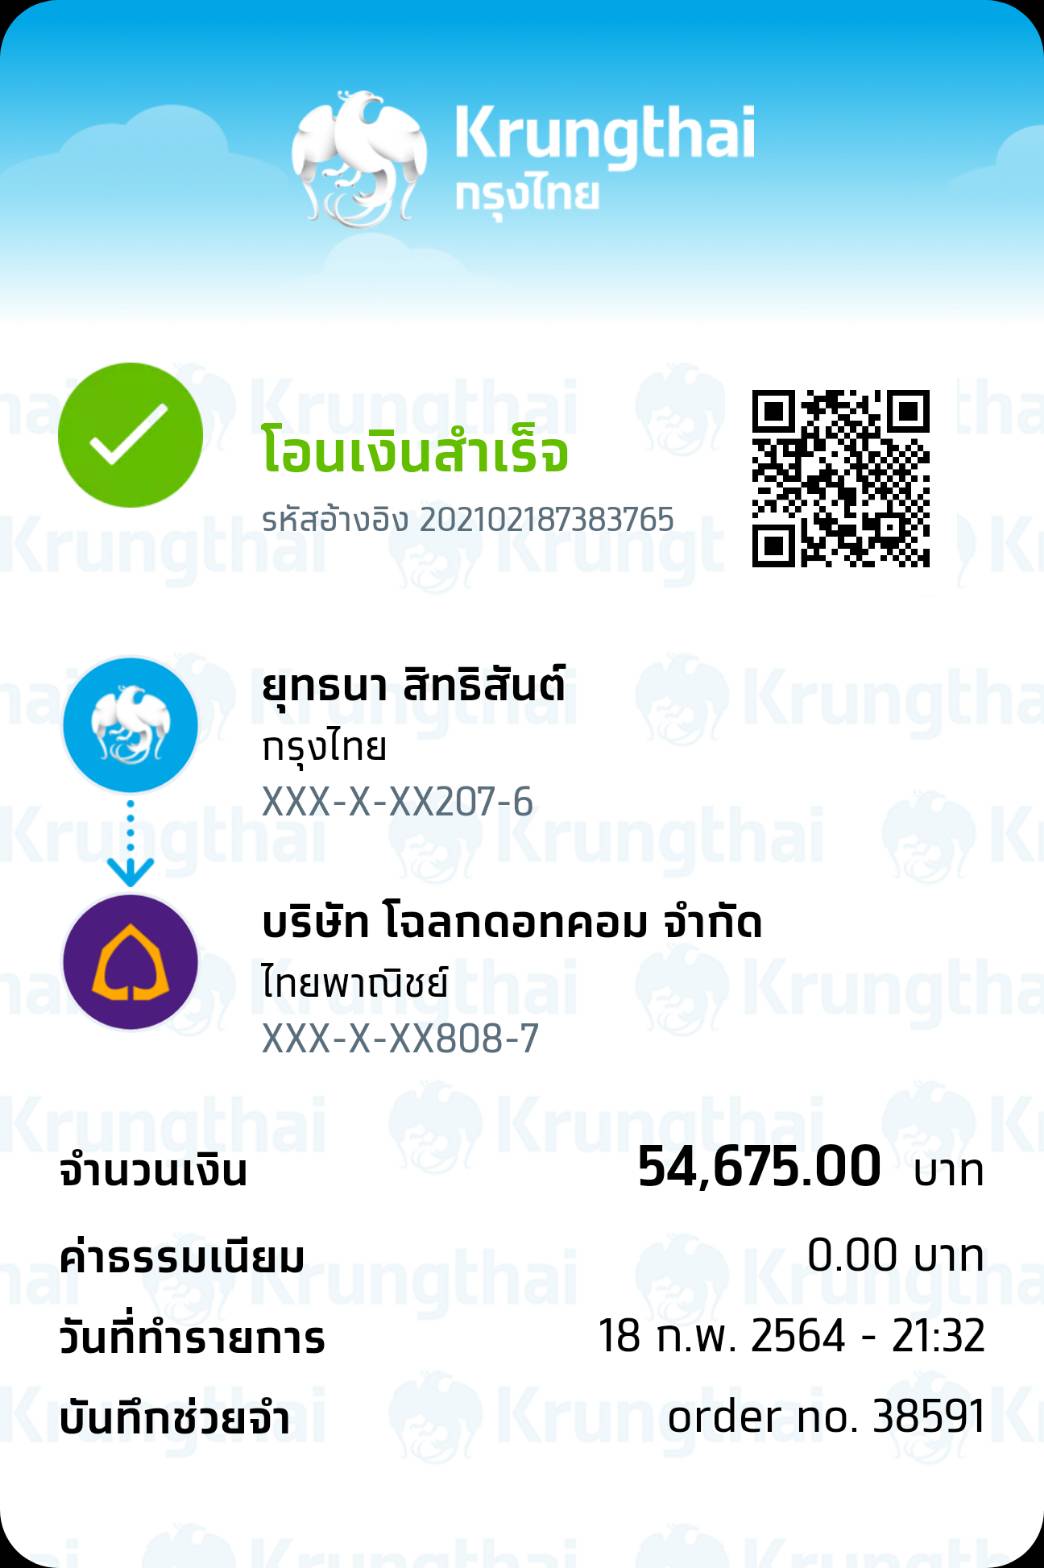 Krungthai
กรุงไทย
โอนเงินสำเร็จ
รหัสอ้างอิง 202102187383765
ยุทธนา สิทธิสันต์
กรุงไทย
XXX-X-XX207-6
บริษัท โฉลกดอทคอม จำกัด
ไทยพาณิชย์
XXX-X-XX808-7
จำนวนเงิน 54,675.00 บาท
ค่าธรรมเนียม 0.00 บาท
วันที่ทำรายการ 18 ก.พ. 2564 - 21:32
บันทึกช่วยจำ order no. 38591